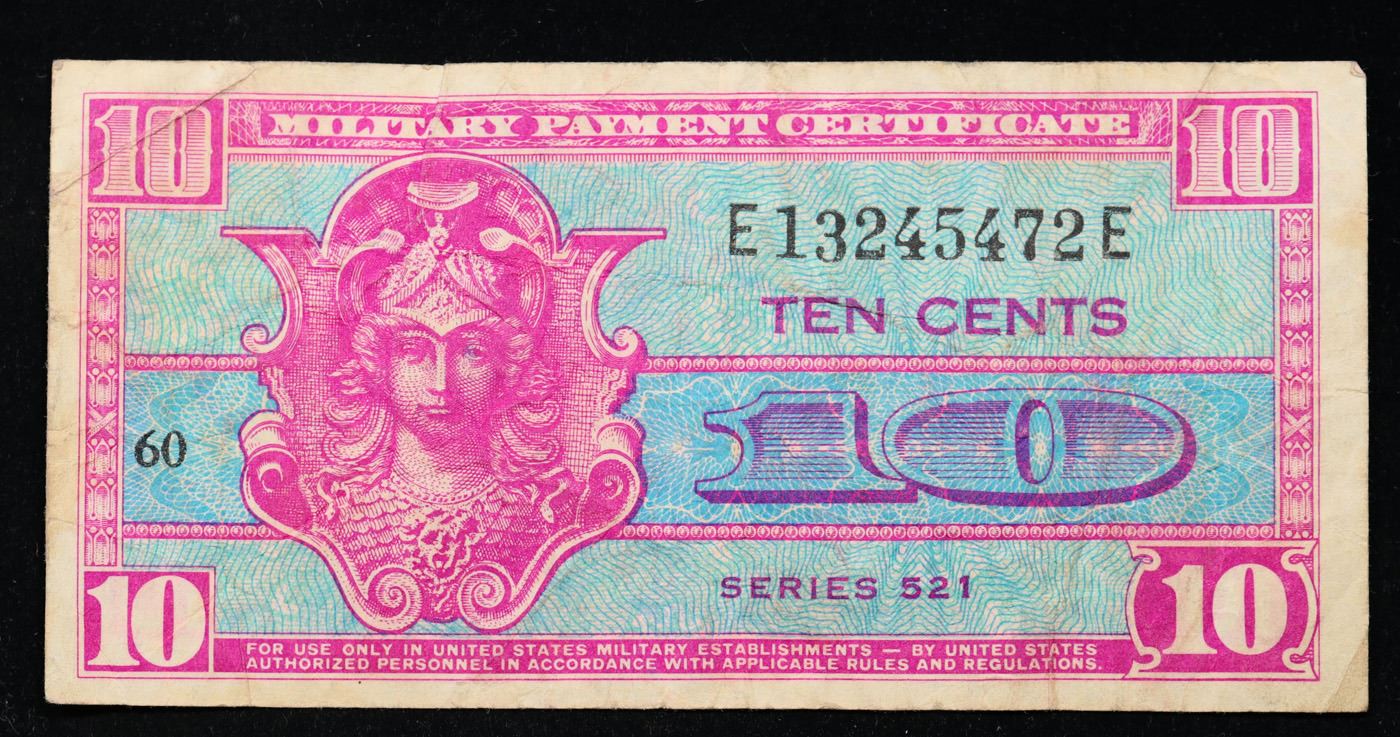 10 MILITARY PAYMENT CERTIFICATE 10
E13245472E
TEN CENTS
60
10
SERIES 521
10
FOR USE ONLY IN UNITED STATES MILITARY ESTABLISHMENTS — BY UNITED STATES
AUTHORIZED PERSONNEL IN ACCORDANCE WITH APPLICABLE RULES AND REGULATIONS.
10